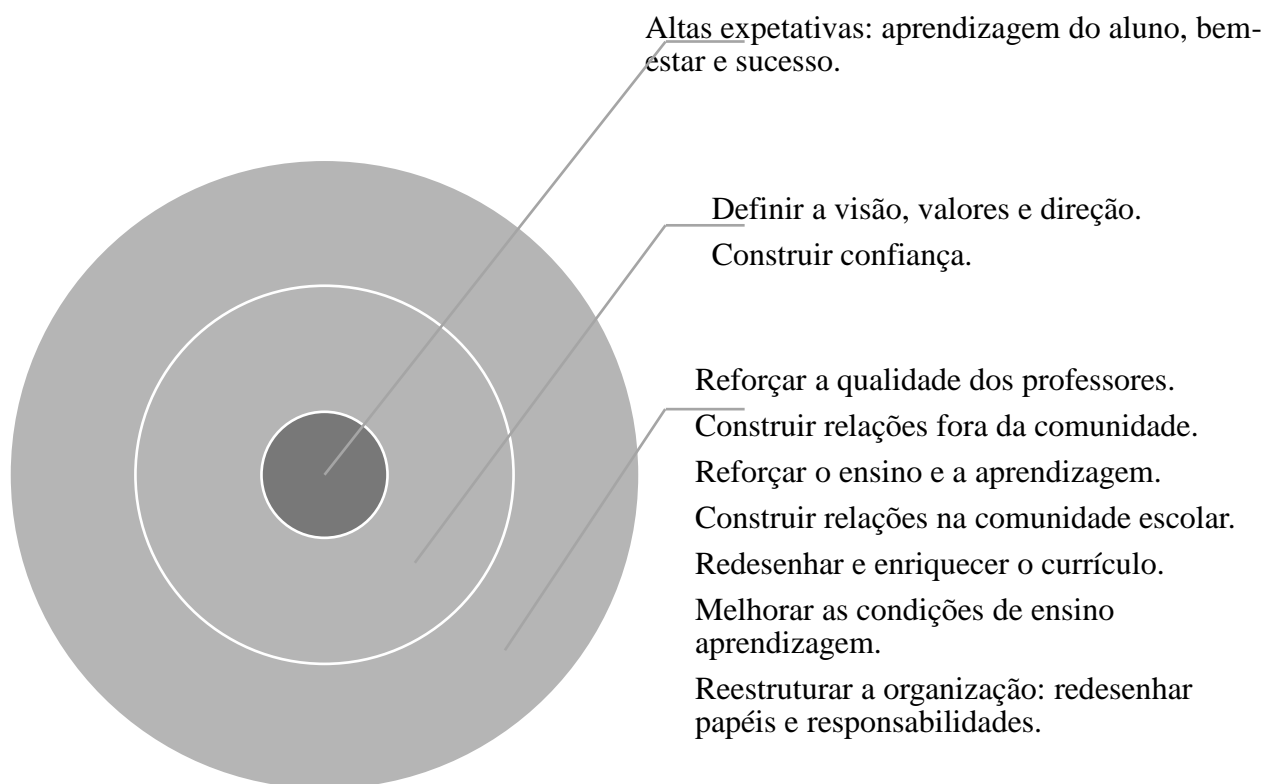 Altas expetativas: aprendizagem do aluno, bem-
estar e sucesso.
Definir a visão, valores e direção.
Construir confiança.
Reforçar a qualidade dos professores.
Construir relações fora da comunidade.
Reforçar o ensino e a aprendizagem.
Construir relações na comunidade escolar.
Redesenhar e enriquecer o currículo.
Melhorar as condições de ensino
aprendizagem.
Reestruturar a organização: redesenhar
papéis e responsabilidades.